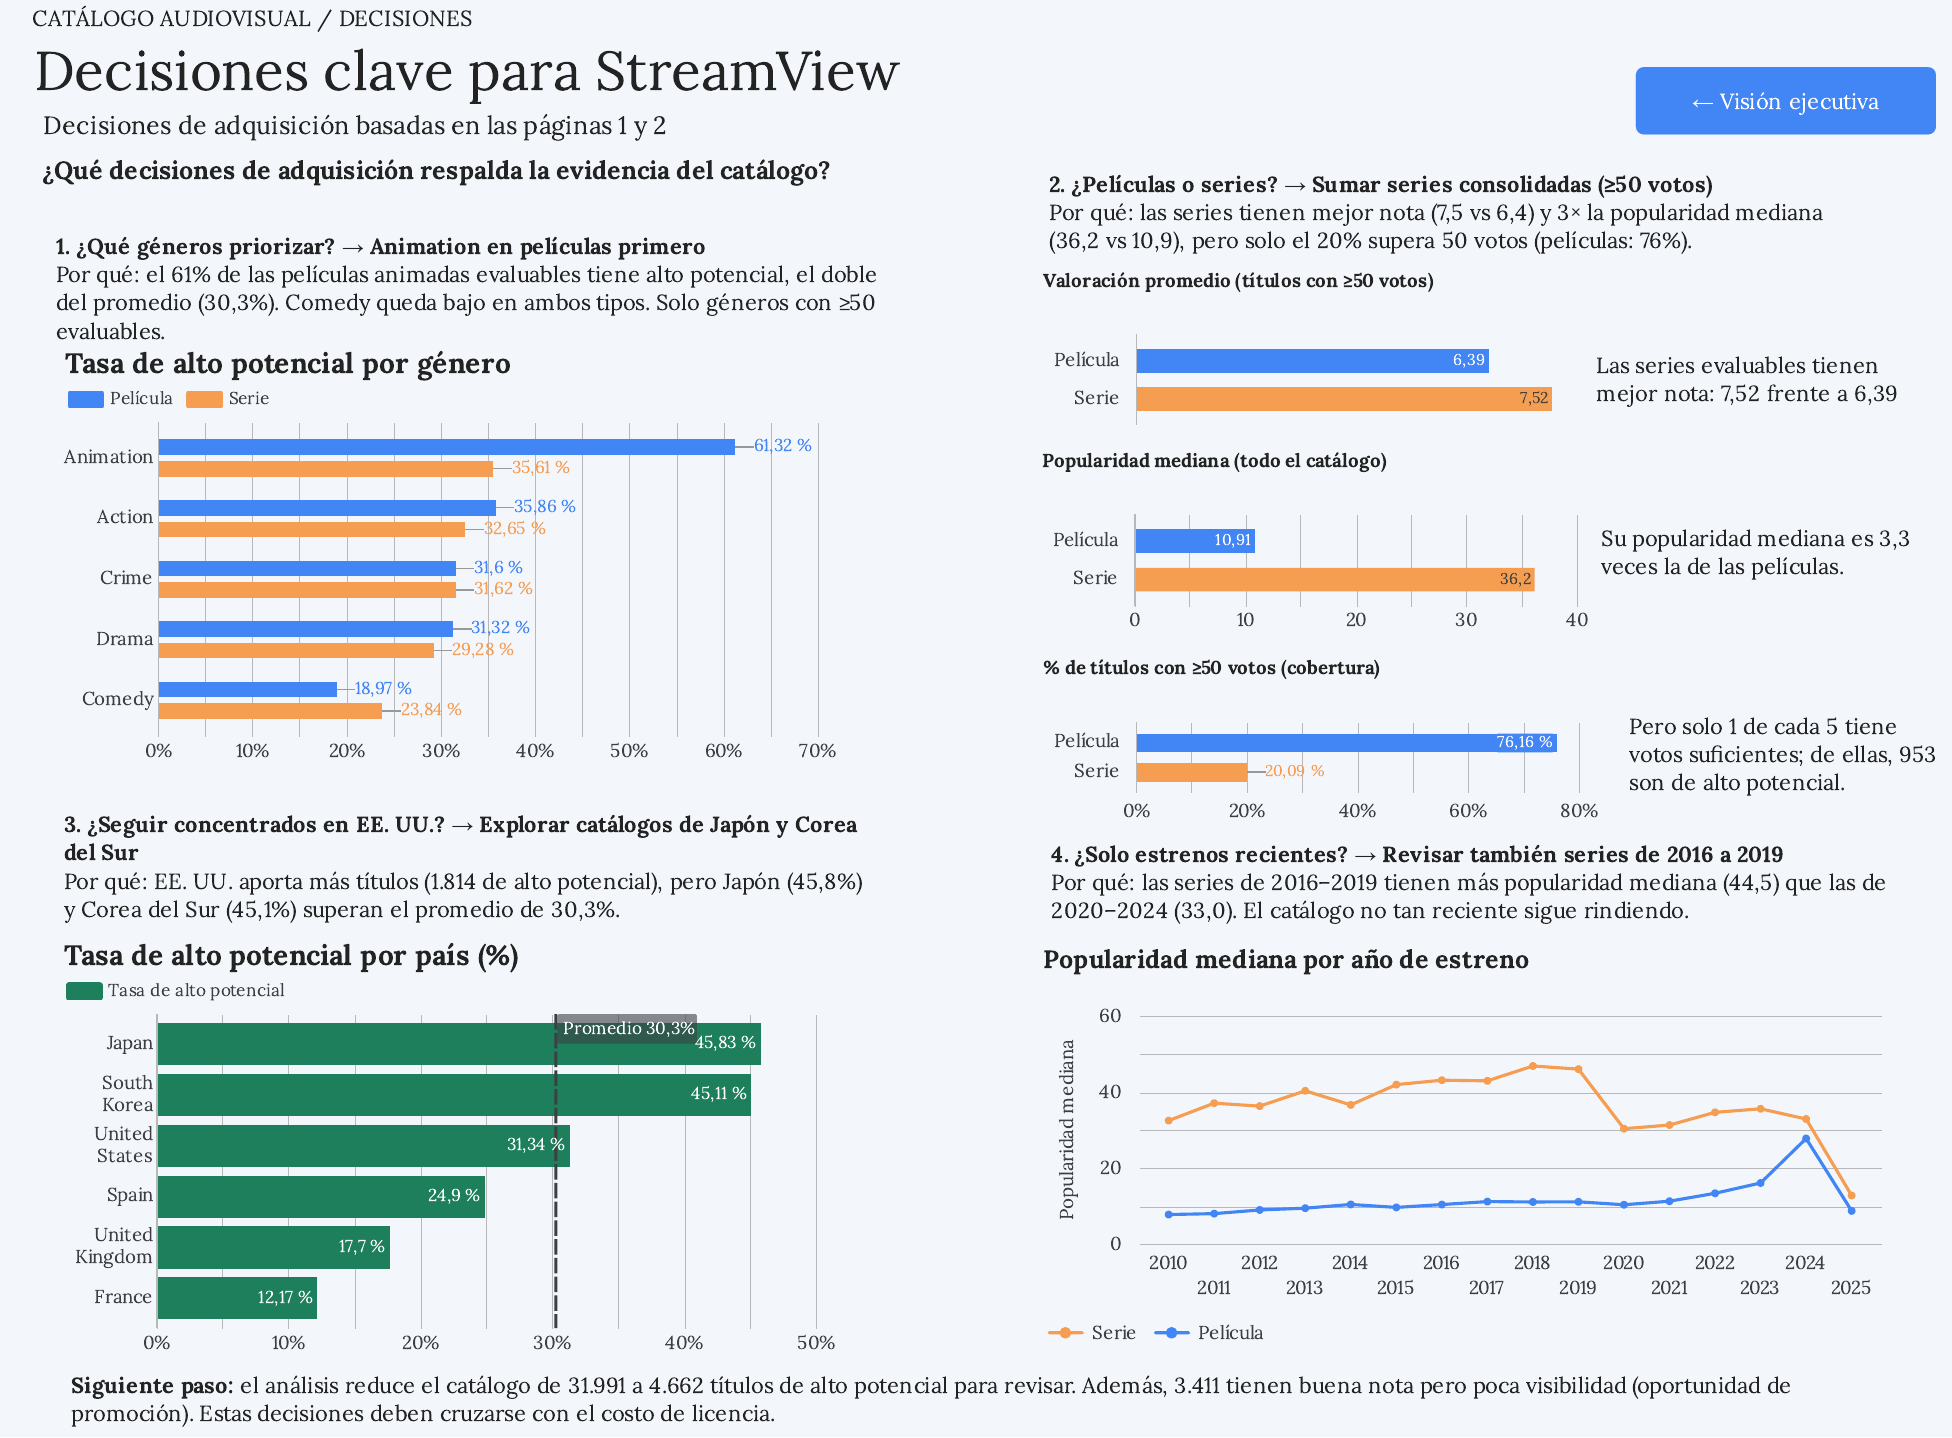 CATÁLOGO AUDIOVISUAL / DECISIONES
Decisiones clave para StreamView
← Visión ejecutiva
Decisiones de adquisición basadas en las páginas 1 y 2
¿Qué decisiones de adquisición respalda la evidencia del catálogo?
1. ¿Qué géneros priorizar? → Animation en películas primero
Por qué: el 61% de las películas animadas evaluables tiene alto potencial, el doble
del promedio (30,3%). Comedy queda bajo en ambos tipos. Solo géneros con ≥50
evaluables.
Tasa de alto potencial por género
Película Serie
Animation 61,32 %
35,61 %
Action 35,86 %
32,65 %
Crime 31,6 %
31,62 %
Drama 31,32 %
29,28 %
Comedy 18,97 %
23,84 %
0% 10% 20% 30% 40% 50% 60% 70%
2. ¿Películas o series? → Sumar series consolidadas (≥50 votos)
Por qué: las series tienen mejor nota (7,5 vs 6,4) y 3× la popularidad mediana
(36,2 vs 10,9), pero solo el 20% supera 50 votos (películas: 76%).
Valoración promedio (títulos con ≥50 votos)
Película 6,39
Serie 7,52
Las series evaluables tienen
mejor nota: 7,52 frente a 6,39
Popularidad mediana (todo el catálogo)
Película 10,91
Serie 36,2
0 10 20 30 40
Su popularidad mediana es 3,3
veces la de las películas.
% de títulos con ≥50 votos (cobertura)
Película 76,16 %
Serie 20,09 %
0% 20% 40% 60% 80%
Pero solo 1 de cada 5 tiene
votos suficientes; de ellas, 953
son de alto potencial.
3. ¿Seguir concentrados en EE. UU.? → Explorar catálogos de Japón y Corea
del Sur
Por qué: EE. UU. aporta más títulos (1.814 de alto potencial), pero Japón (45,8%)
y Corea del Sur (45,1%) superan el promedio de 30,3%.
Tasa de alto potencial por país (%)
Tasa de alto potencial
Promedio 30,3%
Japan 45,83 %
South
Korea 45,11 %
United
States 31,34 %
Spain 24,9 %
United
Kingdom 17,7 %
France 12,17 %
0% 10% 20% 30% 40% 50%
4. ¿Solo estrenos recientes? → Revisar también series de 2016 a 2019
Por qué: las series de 2016–2019 tienen más popularidad mediana (44,5) que las de
2020–2024 (33,0). El catálogo no tan reciente sigue rindiendo.
Popularidad mediana por año de estreno
Popularidad mediana
60
40
20
0
2010 2012 2014 2016 2018 2020 2022 2024
2011 2013 2015 2017 2019 2021 2023 2025
Serie Película
Siguiente paso: el análisis reduce el catálogo de 31.991 a 4.662 títulos de alto potencial para revisar. Además, 3.411 tienen buena nota pero poca visibilidad (oportunidad de
promoción). Estas decisiones deben cruzarse con el costo de licencia.